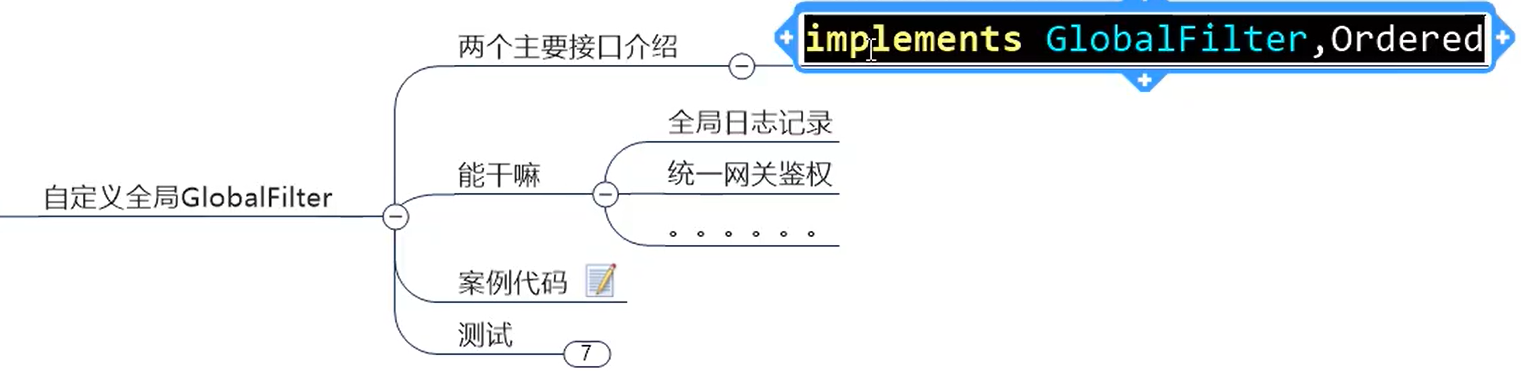 两个主要接口介绍
implements GlobalFilter,Ordered
全局日志记录
能干嘛
统一网关鉴权
。。。。。。
自定义全局GlobalFilter
案例代码
测试
7